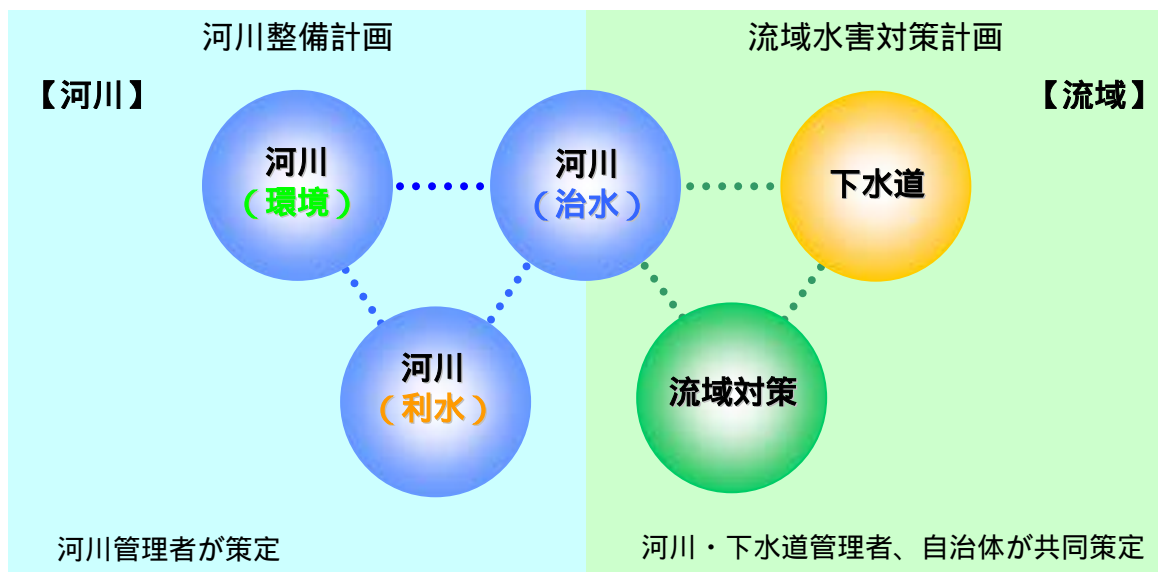 河川整備計画
流域水害対策計画
【河川】
【流域】
河川
（環境）
河川
（治水）
下水道
河川
（利水）
流域対策
河川管理者が策定
河川・下水道管理者、自治体が共同策定